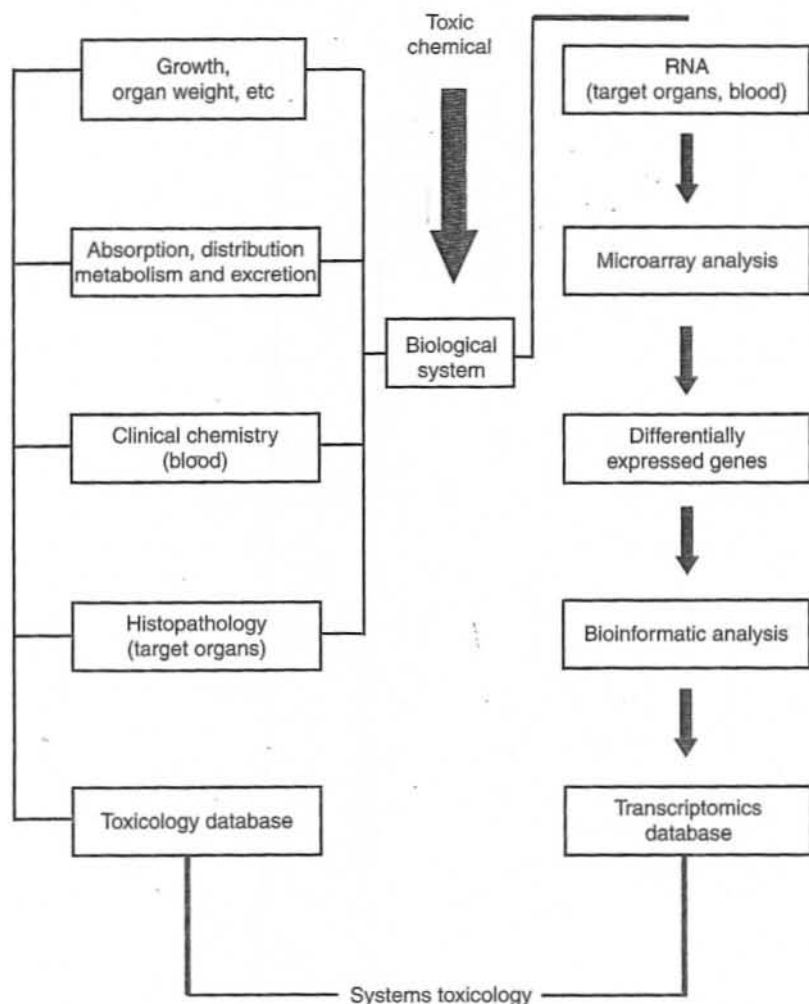 Toxic
chemical
Growth,
organ weight, etc
Absorption, distribution
metabolism and excretion
Clinical chemistry
(blood)
Histopathology
(target organs)
Toxicology database
Biological
system
RNA
(target organs, blood)
Microarray analysis
Differentially
expressed genes
Bioinformatic analysis
Transcriptomics
database
Systems toxicology